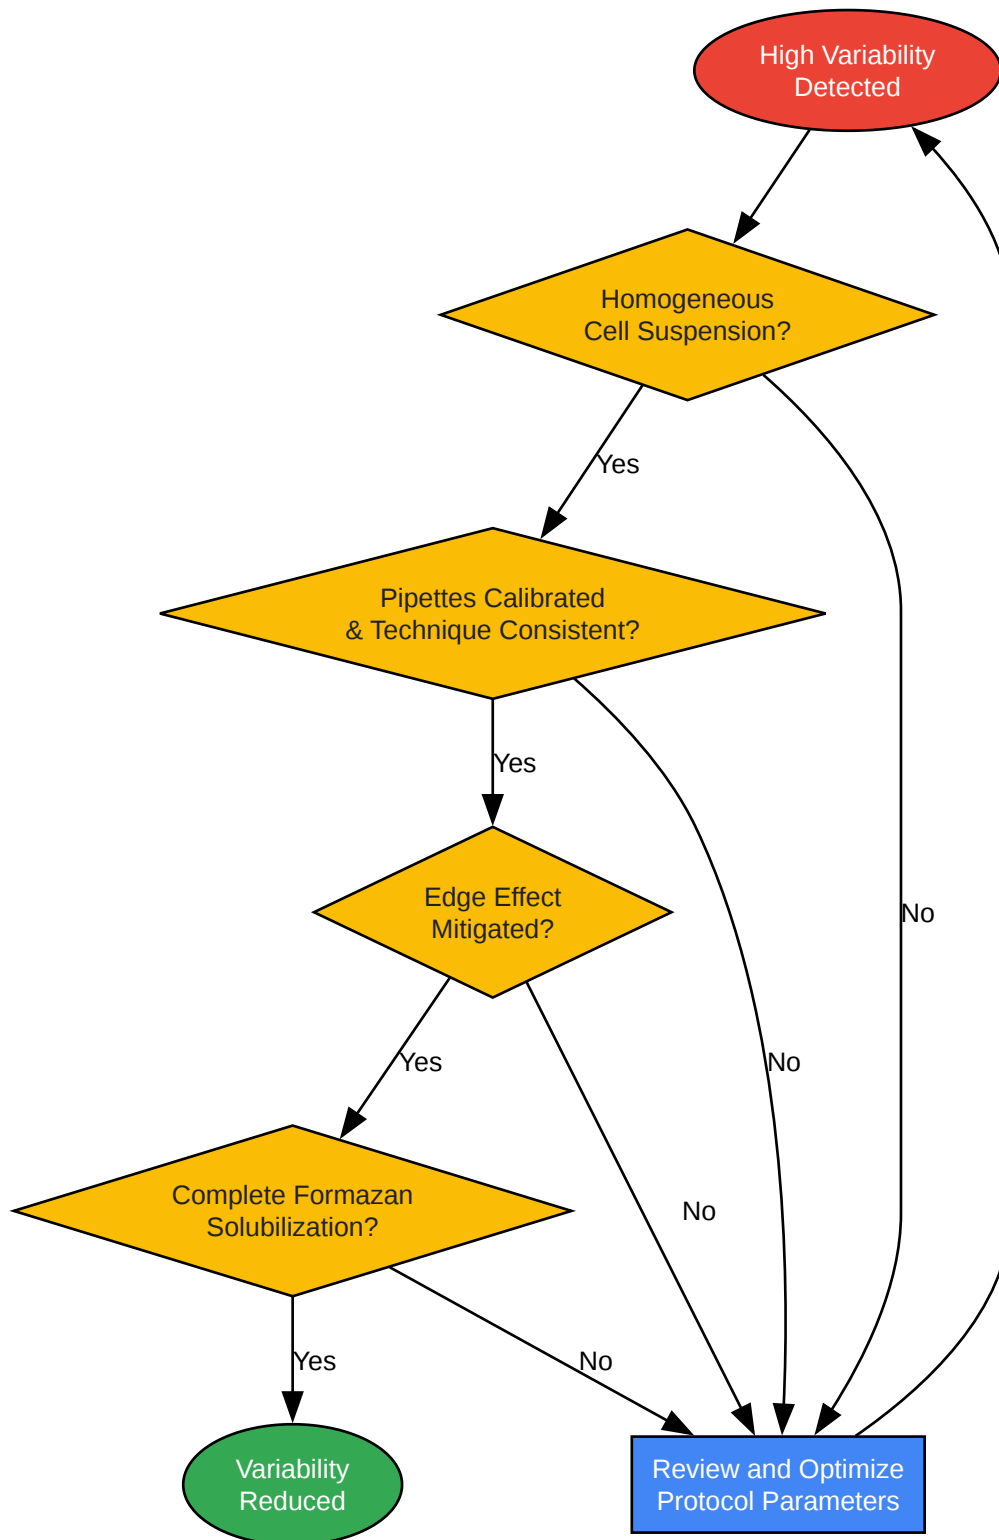 High Variability
Detected
Homogeneous
Cell Suspension?
Yes
Pipettes Calibrated
& Technique Consistent?
Yes
Edge Effect
Mitigated?
No
Yes
No
Complete Formazan
Solubilization?
No
Yes
No
Variability
Reduced
Review and Optimize
Protocol Parameters